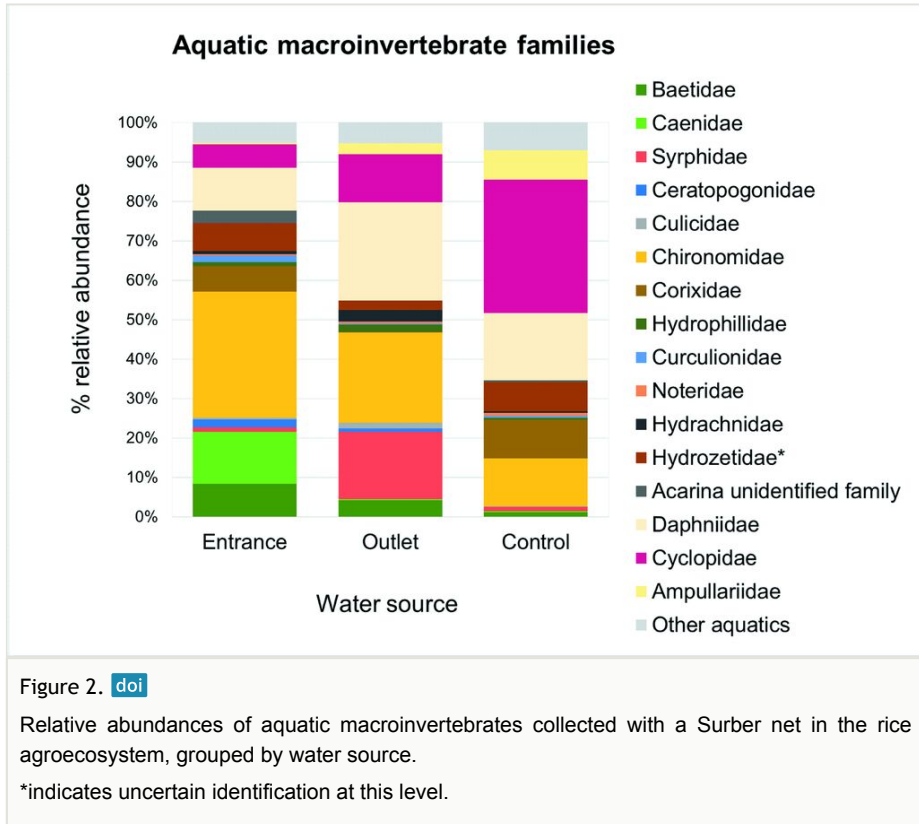 Aquatic macroinvertebrate families
100%
90%
80%
70%
60%
50%
40%
30%
20%
10%
0%
% relative abundance
Entrance Outlet Control
Water source
Baetidae
Caenidae
Syrphidae
Ceratopogonidae
Culicidae
Chironomidae
Corixidae
Hydrophillidae
Curculionidae
Noteridae
Hydrachnidae
Hydrozetidae*
Acarina unidentified family
Daphniidae
Cyclopidae
Ampullariidae
Other aquatics
Figure 2. doi
Relative abundances of aquatic macroinvertebrates collected with a Surber net in the rice
agroecosystem, grouped by water source.
*indicates uncertain identification at this level.